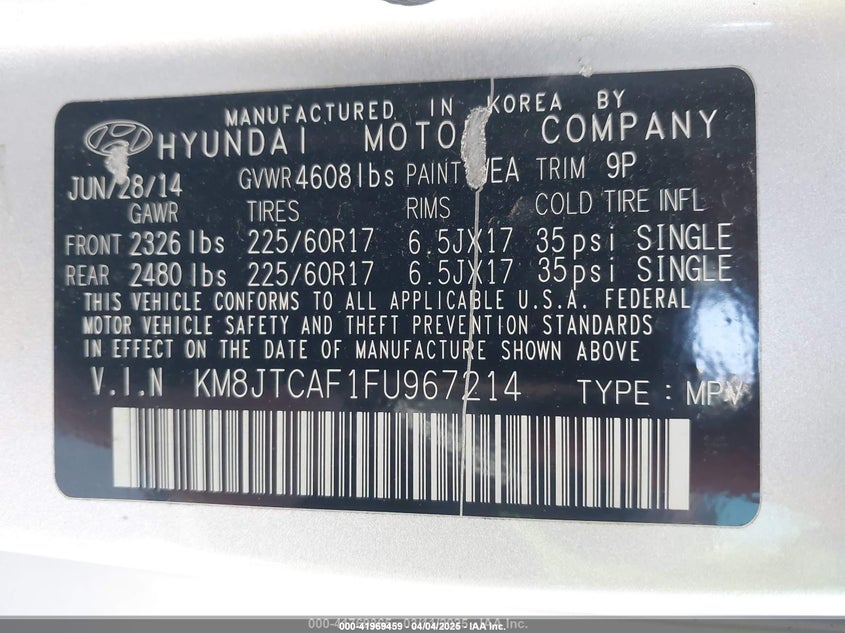 MANUFACTURED IN KOREA BY
HYUNDAI MOTO COMPANY
JUN/28/14 GVWR 4608 lbs PAINT EA TRIM 9P
GAWR TIRES RIMS COLD TIRE INFL
FRONT 2326 lbs 225/60R17 6.5JX17 35psi SINGLE
REAR 2480 lbs 225/60R17 6.5JX17 35psi SINGLE
THIS VEHICLE CONFORMS TO ALL APPLICABLE U.S.A. FEDERAL
MOTOR VEHICLE SAFETY AND THEFT PREVENTION STANDARDS
IN EFFECT ON THE DATE OF MANUFACTURE SHOWN ABOVE
V.I.N KM8JTCAF1FU967214 TYPE : MPV
000-41969459 04/04/2025 - IAA Inc.